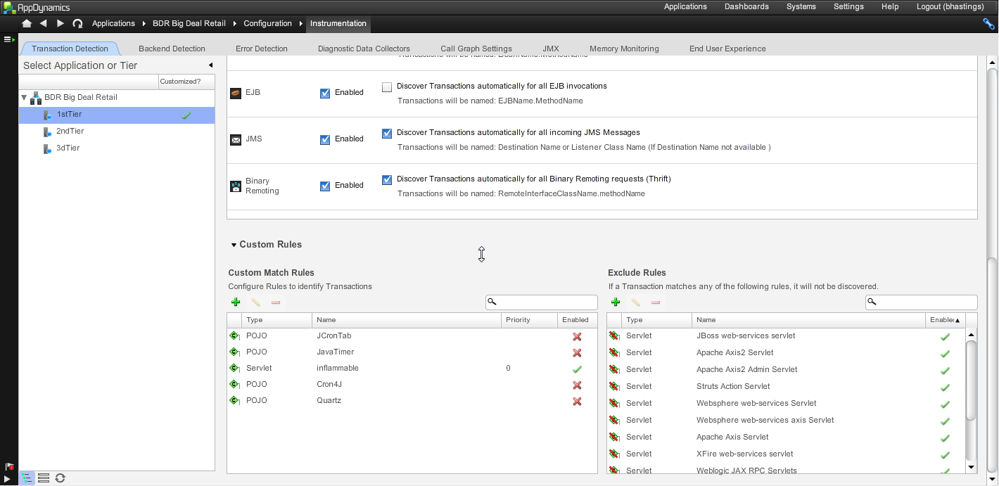 AppDynamics
Applications Dashboards Systems Settings Help Logout (bhastings)
Applications BDR Big Deal Retail Configuration Instrumentation
Transaction Detection Backend Detection Error Detection Diagnostic Data Collectors Call Graph Settings JMX Memory Monitoring End User Experience
Select Application or Tier
Customized?
BDR Big Deal Retail
1stTier
2ndTier
3dTier
Transactions will be named: BeanName.MethodName
EJB Enabled Discover Transactions automatically for all EJB invocations
Transactions will be named: EJBName.MethodName
JMS Enabled Discover Transactions automatically for all incoming JMS Messages
Transactions will be named: Destination Name or Listener Class Name (If Destination Name not available )
Binary Remoting Enabled Discover Transactions automatically for all Binary Remoting requests (Thrift)
Transactions will be named: RemoteInterfaceClassName.methodName
Custom Rules
Custom Match Rules
Configure Rules to identify Transactions
Type Name Priority Enabled
POJO JCronTab
POJO JavaTimer
Servlet inflammable 0
POJO Cron4J
POJO Quartz
Exclude Rules
If a Transaction matches any of the following rules, it will not be discovered.
Type Name Enabled
Servlet JBoss web-services servlet
Servlet Apache Axis2 Servlet
Servlet Apache Axis2 Admin Servlet
Servlet Struts Action Servlet
Servlet Websphere web-services Servlet
Servlet Websphere web-services axis Servlet
Servlet Apache Axis Servlet
Servlet XFire web-services servlet
Servlet Weblogic JAX RPC Servlets